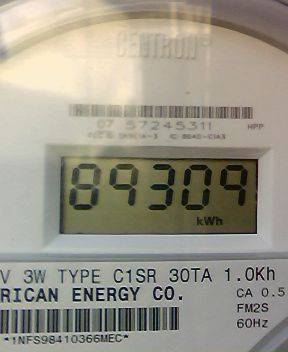 CENTRON®
07 57245311 HPP
89309
kWh
V 3W TYPE C1SR 30TA 1.0Kh
RICAN ENERGY CO. CA 0.5
FM2S
60Hz
*1NFS98410366MEC*